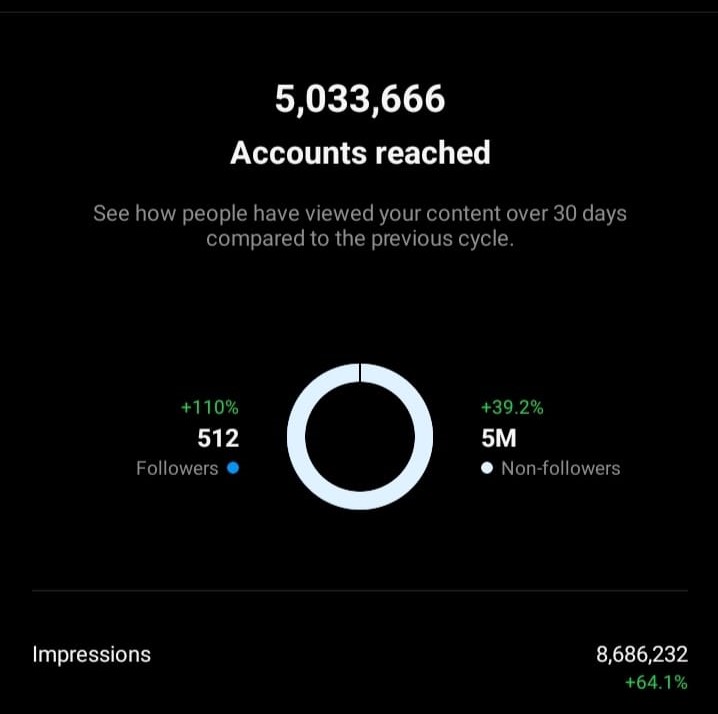 5,033,666
Accounts reached
See how people have viewed your content over 30 days
compared to the previous cycle.
+110%
512
Followers
+39.2%
5M
Non-followers
Impressions
8,686,232
+64.1%